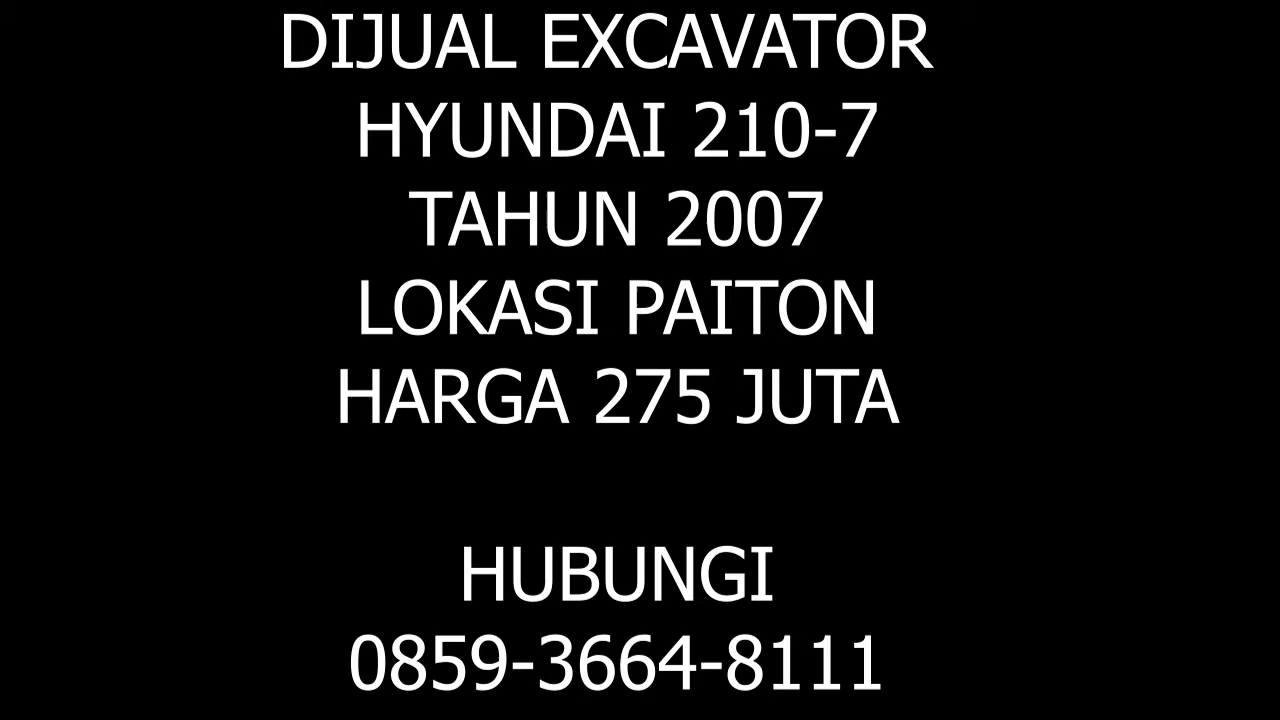 DIJUAL EXCAVATOR
HYUNDAI 210-7
TAHUN 2007
LOKASI PAITON
HARGA 275 JUTA
HUBUNGI
0859-3664-8111